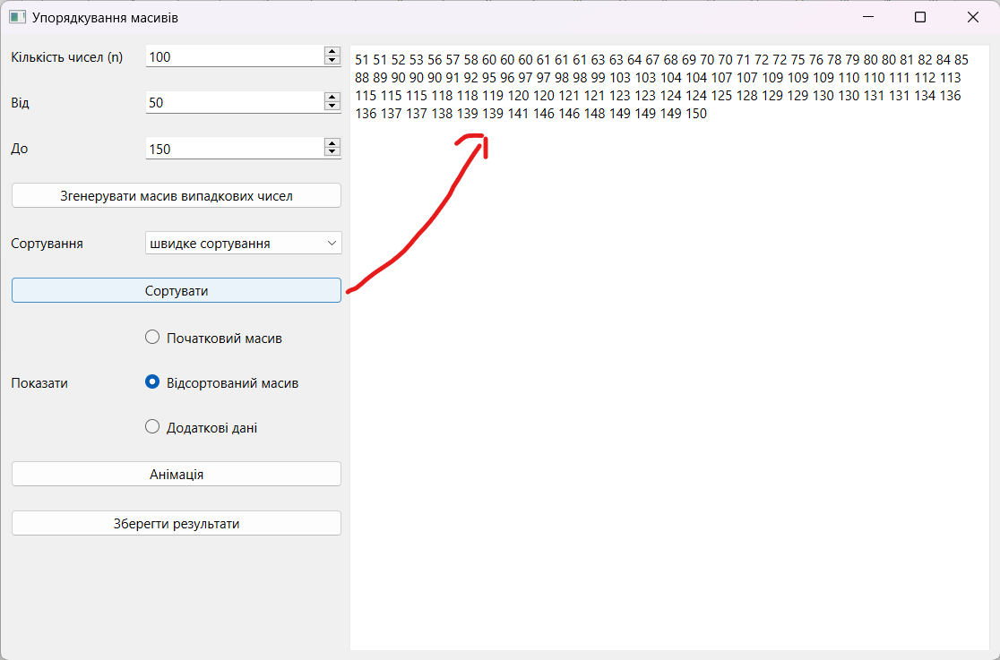 Упорядкування масивів
Кількість чисел (n) 100
Від 50
До 150
Згенерувати масив випадкових чисел
Сортування швидке сортування
Сортувати
Початковий масив
Показати Відсортований масив
Додаткові дані
Анімація
Зберегти результати
51 51 52 53 56 57 58 60 60 60 61 61 61 63 63 64 67 68 69 70 70 71 72 72 75 76 78 79 80 80 81 82 84 85
88 89 90 90 90 91 92 95 96 97 97 98 98 99 103 103 104 104 107 107 109 109 109 110 110 111 112 113
115 115 115 118 118 119 120 120 121 121 123 123 124 124 125 128 129 129 130 130 131 131 134 136
136 137 137 138 139 139 141 146 146 148 149 149 149 150